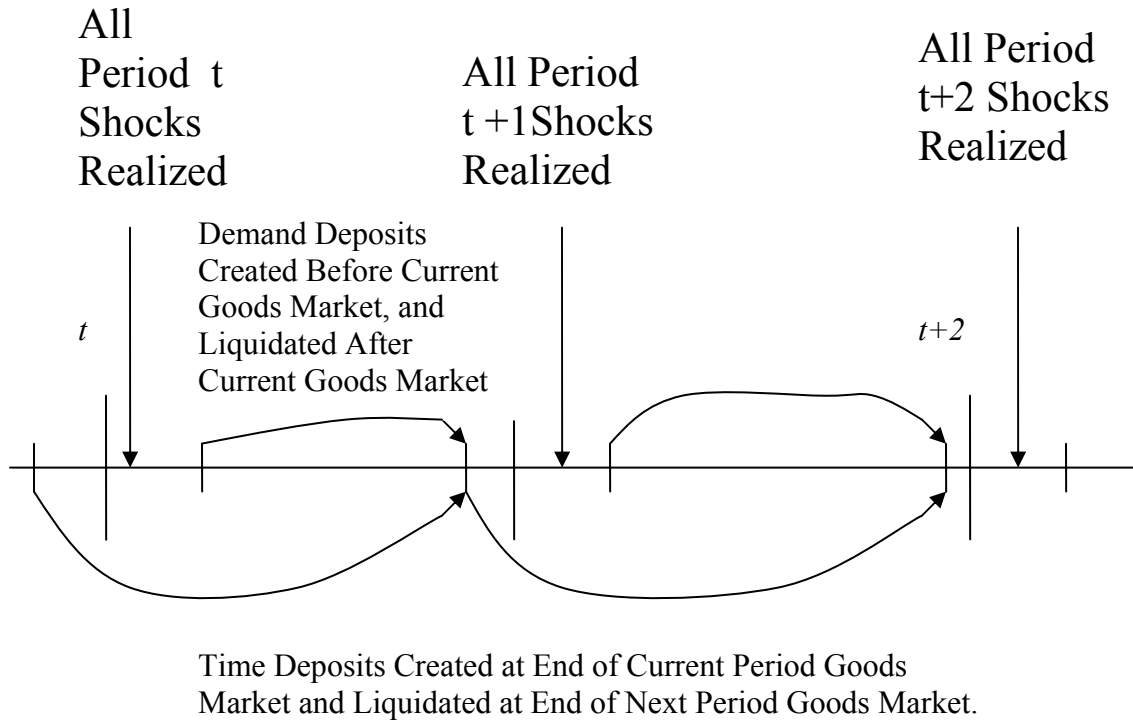 All
Period t
Shocks
Realized
All Period
t +1Shocks
Realized
All Period
t+2 Shocks
Realized
Demand Deposits
Created Before Current
Goods Market, and
Liquidated After
Current Goods Market
t
t+2
Time Deposits Created at End of Current Period Goods
Market and Liquidated at End of Next Period Goods Market.